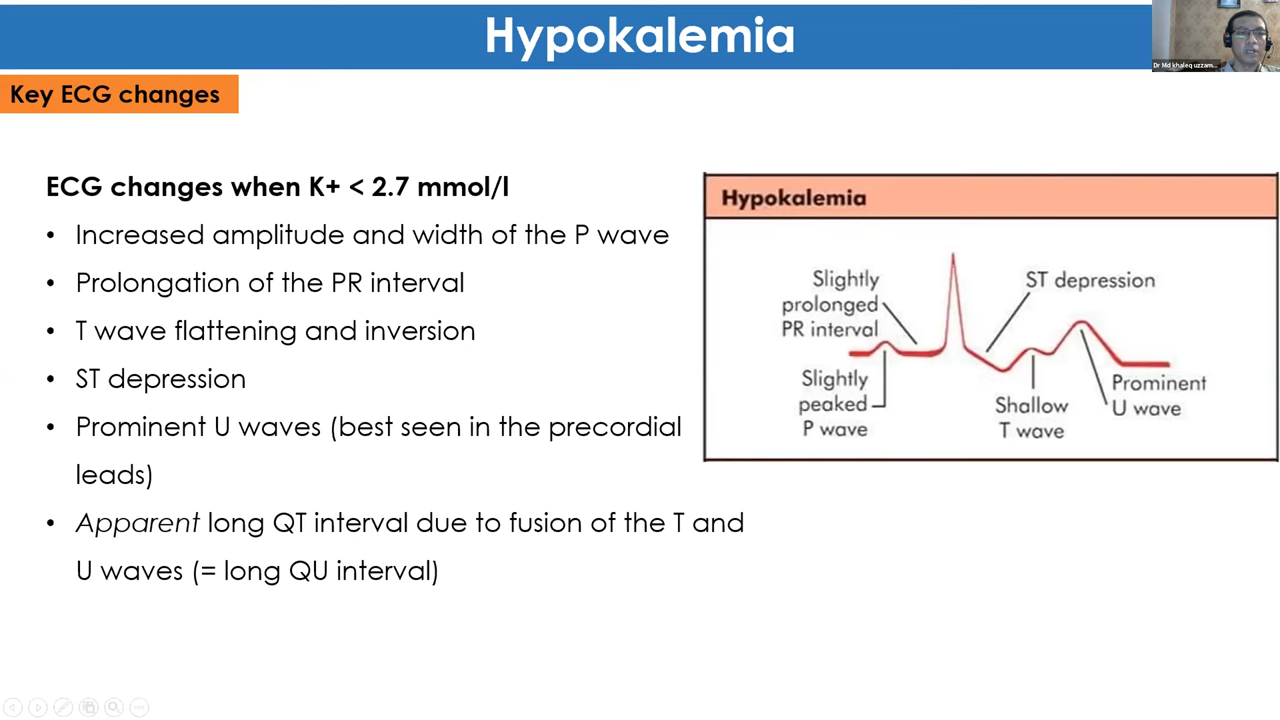 Hypokalemia
Dr Md khaleq uzzam...
Key ECG changes
ECG changes when K+ < 2.7 mmol/l
• Increased amplitude and width of the P wave
• Prolongation of the PR interval
• T wave flattening and inversion
• ST depression
• Prominent U waves (best seen in the precordial
leads)
• Apparent long QT interval due to fusion of the T and
U waves (= long QU interval)
Hypokalemia
Slightly
prolonged
PR interval
ST depression
Slightly
peaked
P wave
Shallow
T wave
Prominent
U wave